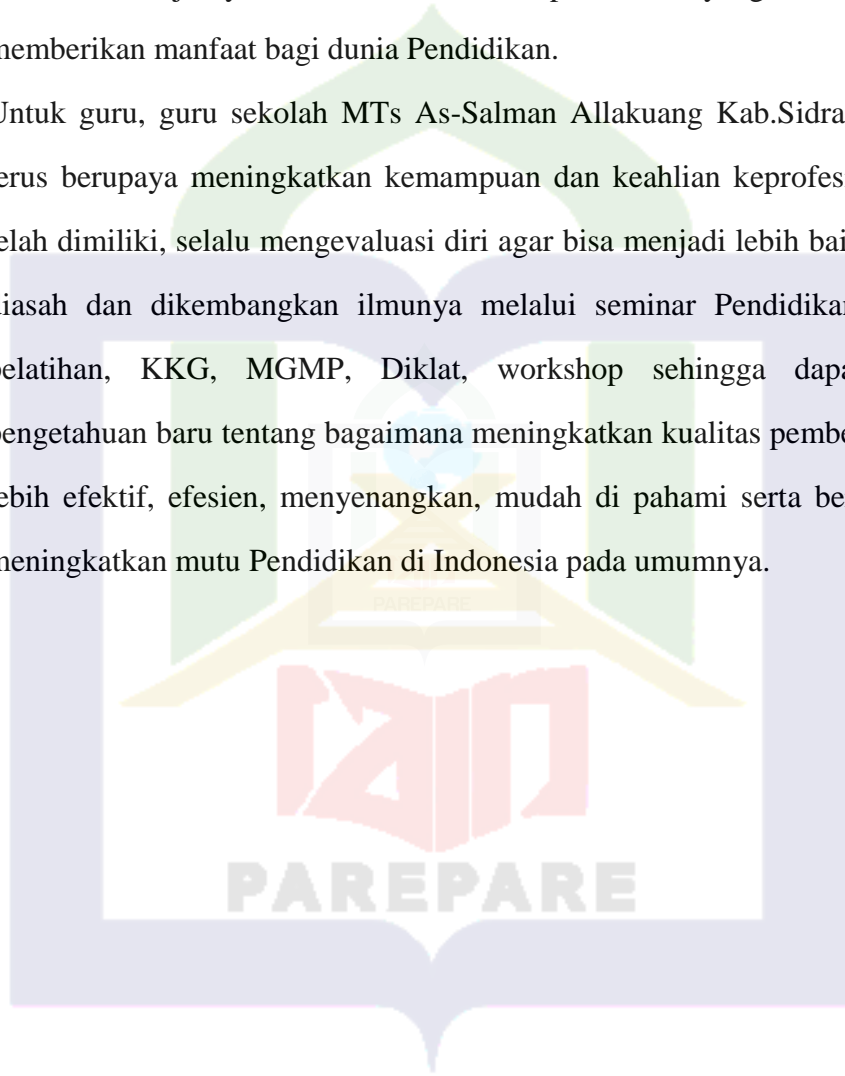 memberikan manfaat bagi dunia Pendidikan.
Untuk guru, guru sekolah MTs As-Salman Allakuang Kab.Sidra
terus berupaya meningkatkan kemampuan dan keahlian keprofes
telah dimiliki, selalu mengevaluasi diri agar bisa menjadi lebih bai
diasah dan dikembangkan ilmunya melalui seminar Pendidikan
pelatihan, KKG, MGMP, Diklat, workshop sehingga dapa
pengetahuan baru tentang bagaimana meningkatkan kualitas pembe
lebih efektif, efesien, menyenangkan, mudah di pahami serta be
meningkatkan mutu Pendidikan di Indonesia pada umumnya.
PAREPARE
iain
PAREPARE